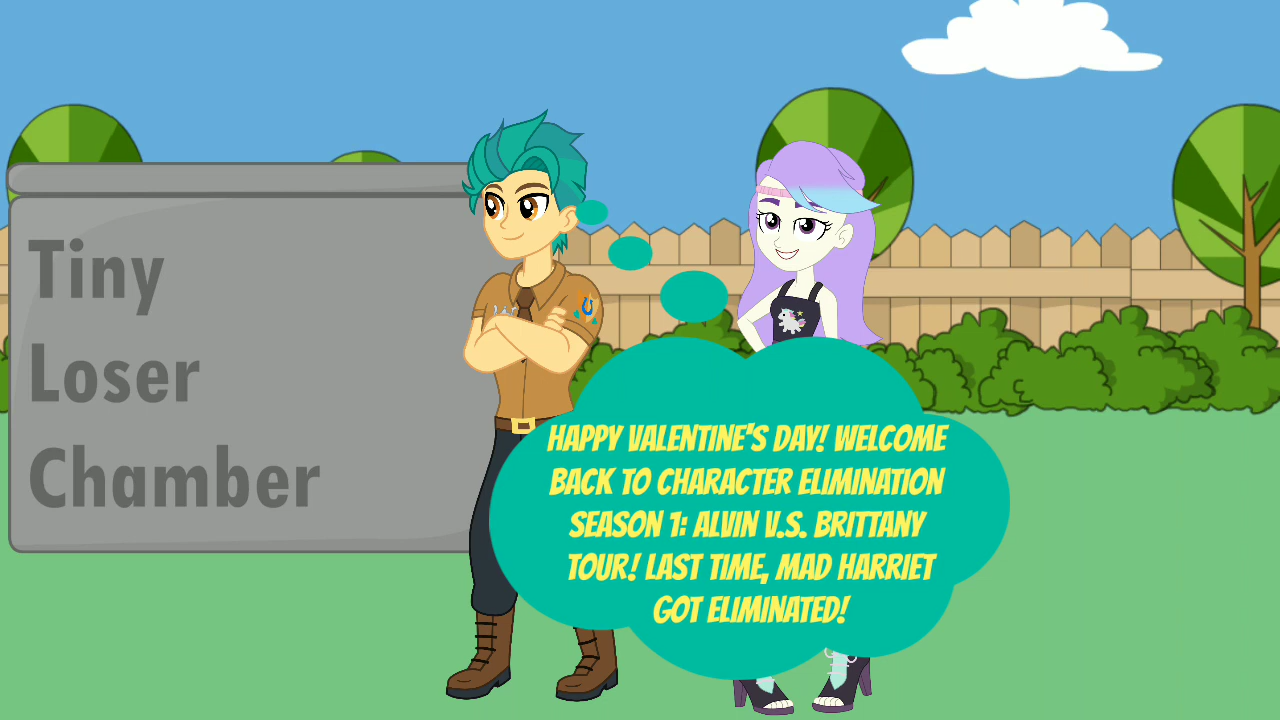 Tiny
Loser
Chamber
HAPPY VALENTINE'S DAY! WELCOME
BACK TO CHARACTER ELIMINATION
SEASON 1: ALVIN V.S. BRITTANY
TOUR! LAST TIME, MAD HARRIET
GOT ELIMINATED!